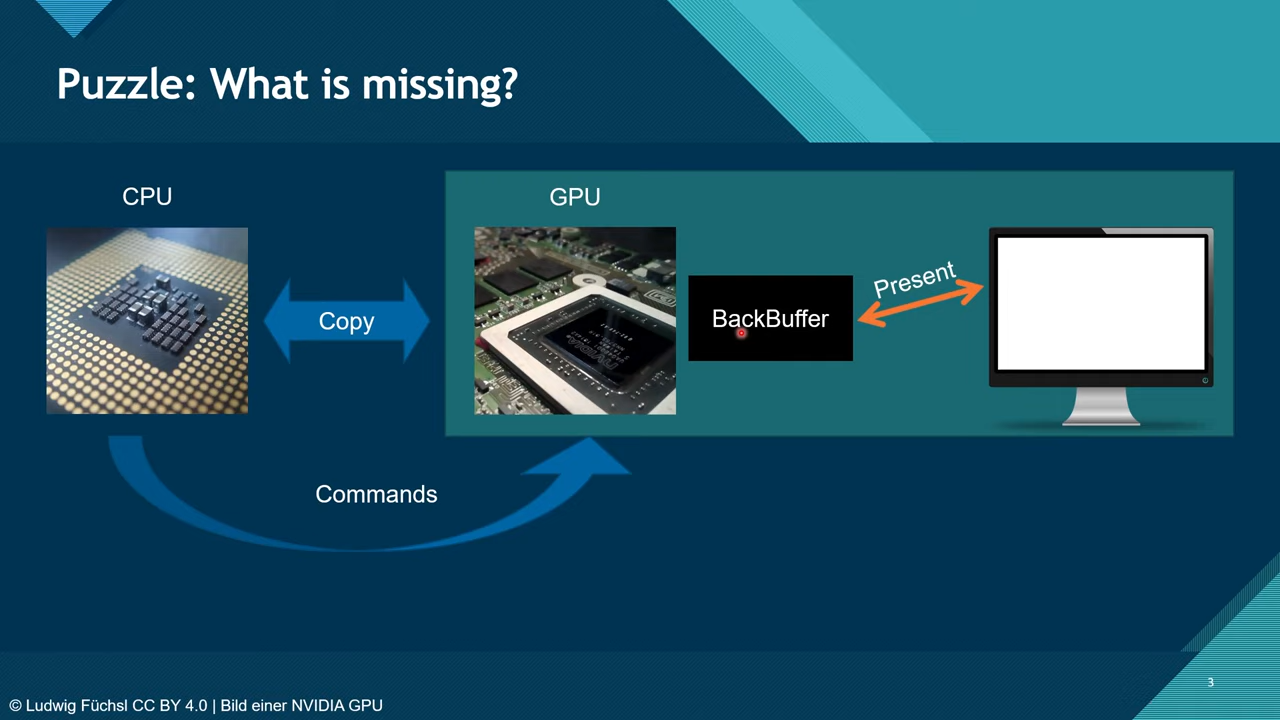 Puzzle: What is missing?
CPU
GPU
Copy
BackBuffer
Present
Commands
3
© Ludwig Füchsl CC BY 4.0 | Bild einer NVIDIA GPU